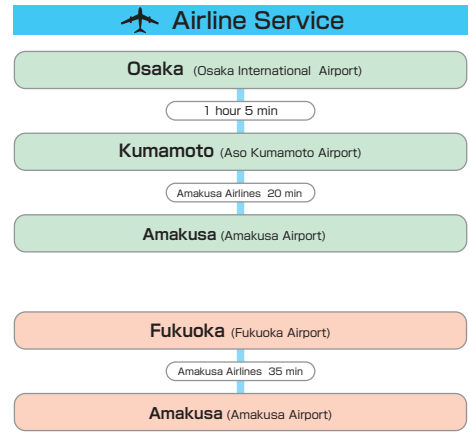 Airline Service
Osaka (Osaka International Airport)
1 hour 5 min
Kumamoto (Aso Kumamoto Airport)
Amakusa Airlines 20 min
Amakusa (Amakusa Airport)
Fukuoka (Fukuoka Airport)
Amakusa Airlines 35 min
Amakusa (Amakusa Airport)